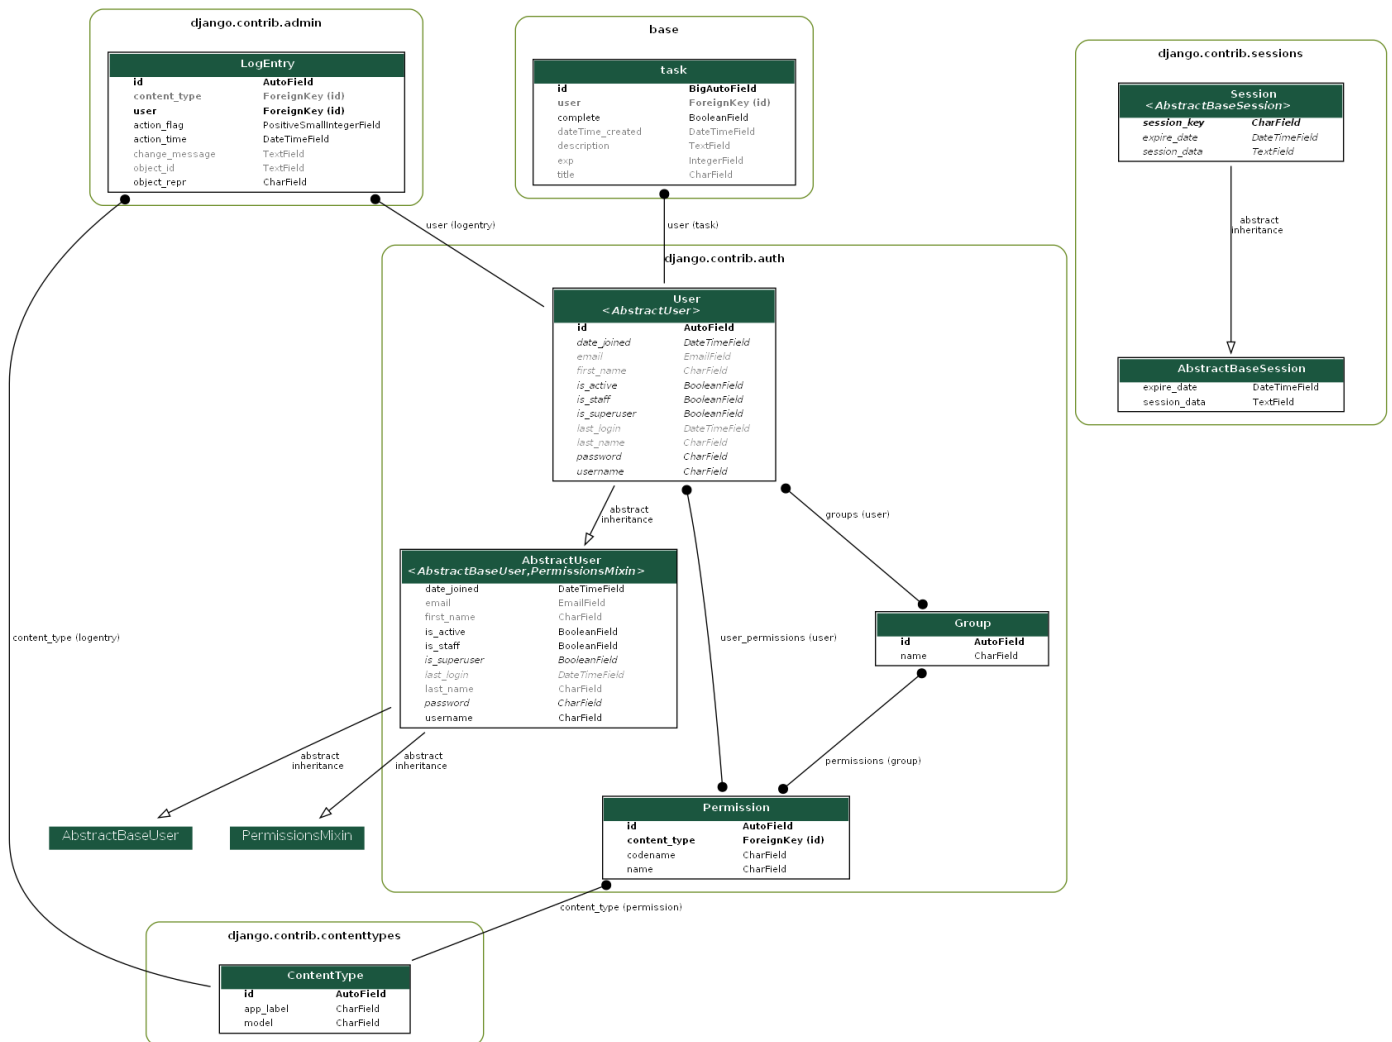 django.contrib.admin
LogEntry
id AutoField
content_type ForeignKey (id)
user ForeignKey (id)
action_flag PositiveSmallIntegerField
action_time DateTimeField
change_message TextField
object_id TextField
object_repr CharField
base
task
id BigAutoField
user ForeignKey (id)
complete BooleanField
dateTime_created DateTimeField
description TextField
exp IntegerField
title CharField
django.contrib.sessions
Session
<AbstractBaseSession>
session_key CharField
expire_date DateTimeField
session_data TextField
user (logentry)
user (task)
abstract
inheritance
django.contrib.auth
User
<AbstractUser>
id AutoField
date_joined DateTimeField
email EmailField
first_name CharField
is_active BooleanField
is_staff BooleanField
is_superuser BooleanField
last_login DateTimeField
last_name CharField
password CharField
username CharField
AbstractBaseSession
expire_date DateTimeField
session_data TextField
abstract
inheritance
groups (user)
AbstractUser
<AbstractBaseUser,PermissionsMixin>
date_joined DateTimeField
email EmailField
first_name CharField
is_active BooleanField
is_staff BooleanField
is_superuser BooleanField
last_login DateTimeField
last_name CharField
password CharField
username CharField
Group
id AutoField
name CharField
content_type (logentry)
user_permissions (user)
abstract
inheritance
abstract
inheritance
permissions (group)
AbstractBaseUser
PermissionsMixin
Permission
id AutoField
content_type ForeignKey (id)
codename CharField
name CharField
content_type (permission)
django.contrib.contenttypes
ContentType
id AutoField
app_label CharField
model CharField